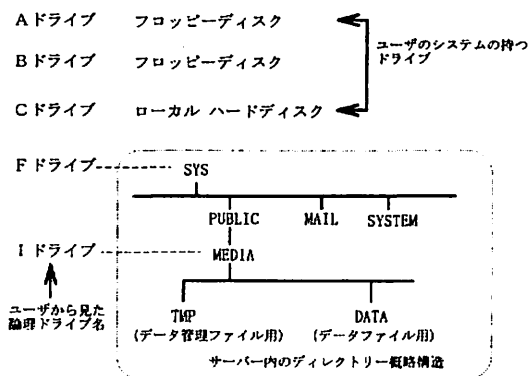 Aドライブ フロッピーディスク
ユーザのシステムの持つ
ドライブ
Bドライブ フロッピーディスク
Cドライブ ローカル ハードディスク
Fドライブ SYS
PUBLIC MAIL SYSTEM
Iドライブ MEDIA
ユーザから見た
論理ドライブ名
TMP DATA
(データ管理ファイル用) (データファイル用)
サーバー内のディレクトリー概略構造